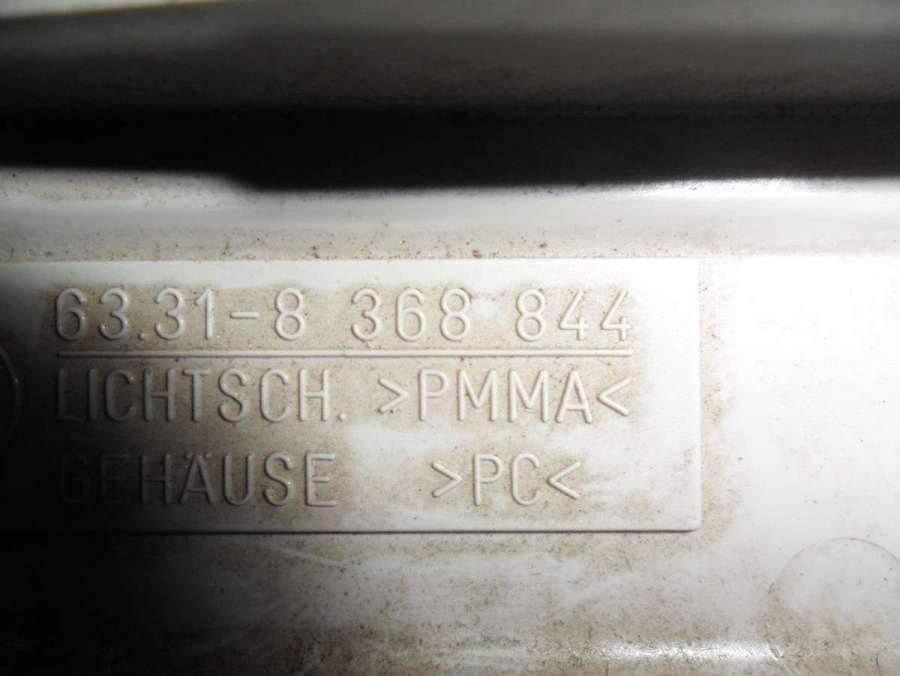 63.31-8 368 844
LICHTSCH. >PMMA<
GEHÄUSE >PC<